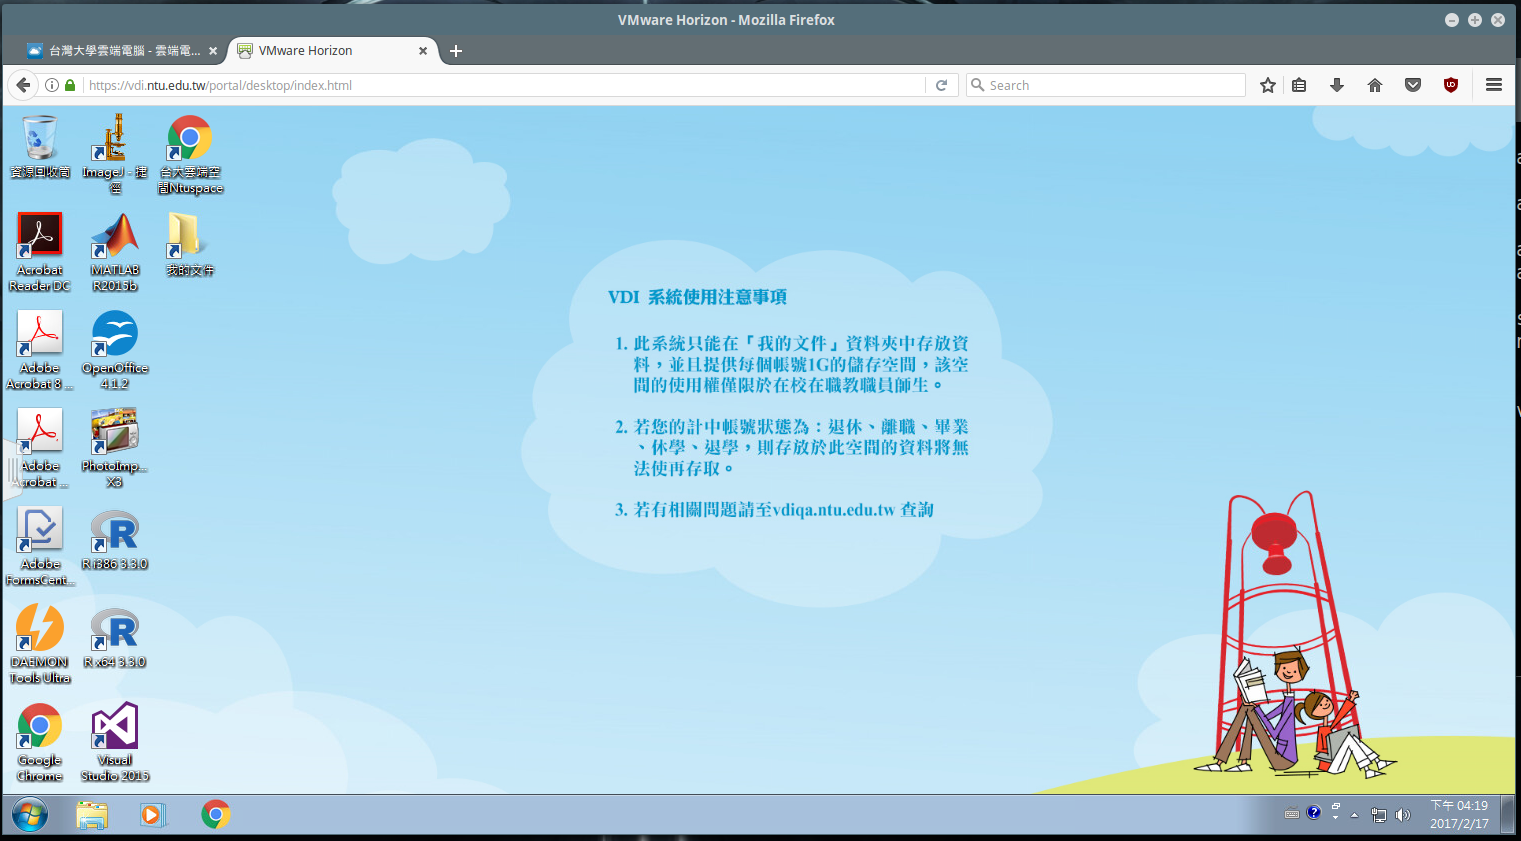 VMware Horizon - Mozilla Firefox
台灣大學雲端電腦 - 雲端電...
VMware Horizon
https://vdi.ntu.edu.tw/portal/desktop/index.html
Search
資源回收筒
ImageJ - 捷
徑
台大雲端空
間Ntuspace
Acrobat
Reader DC
MATLAB
R2015b
我的文件
Adobe
Acrobat 8 ...
OpenOffice
4.1.2
Adobe
Acrobat ...
PhotoImp...
X3
Adobe
FormsCent...
R i386 3.3.0
DAEMON
Tools Ultra
R x64 3.3.0
Google
Chrome
Visual
Studio 2015
VDI 系統使用注意事項
1. 此系統只能在「我的文件」資料夾中存放資
料，並且提供每個帳號1G的儲存空間，該空
間的使用權僅限於在校在職教職員師生。
2. 若您的計中帳號狀態為：退休、離職、畢業
、休學、退學，則存放於此空間的資料將無
法使再存取。
3. 若有相關問題請至vdiqa.ntu.edu.tw 查詢
下午 04:19
2017/2/17